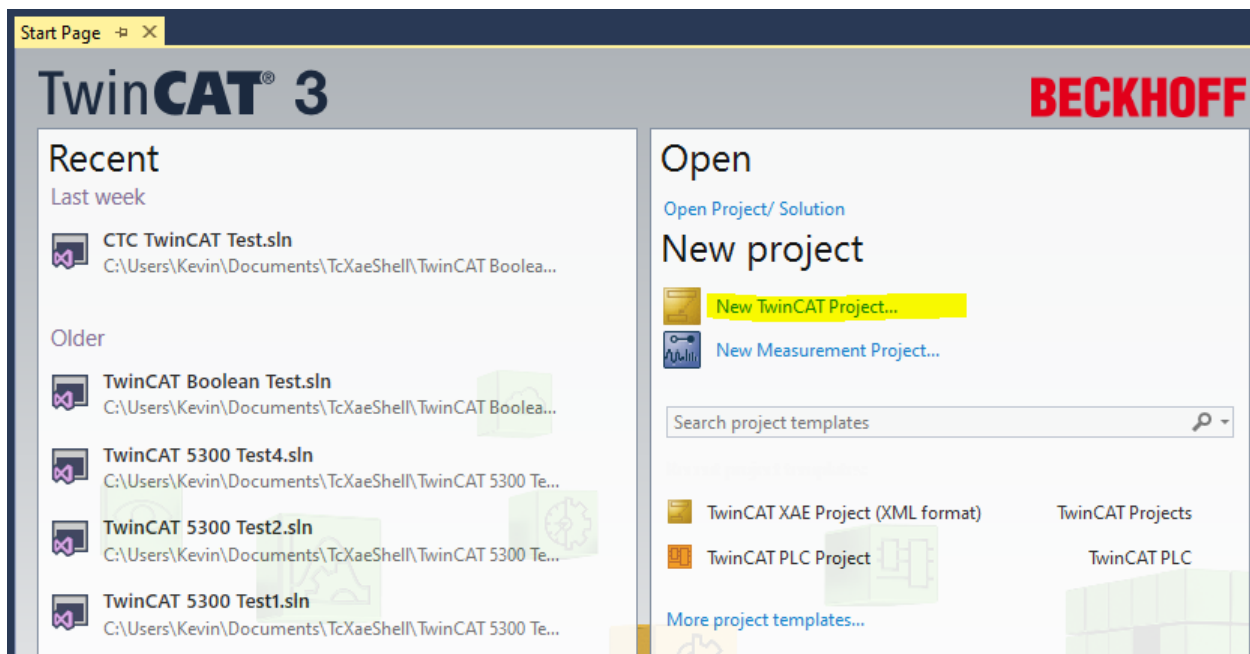 Start Page
TwinCAT® 3
BECKHOFF
Recent
Last week
CTC TwinCAT Test.sln
C:\Users\Kevin\Documents\TcXaeShell\TwinCAT Boolea...
Older
TwinCAT Boolean Test.sln
C:\Users\Kevin\Documents\TcXaeShell\TwinCAT Boolea...
TwinCAT 5300 Test4.sln
C:\Users\Kevin\Documents\TcXaeShell\TwinCAT 5300 Te...
TwinCAT 5300 Test2.sln
C:\Users\Kevin\Documents\TcXaeShell\TwinCAT 5300 Te...
TwinCAT 5300 Test1.sln
C:\Users\Kevin\Documents\TcXaeShell\TwinCAT 5300 Te...
Open
Open Project/ Solution
New project
New TwinCAT Project...
New Measurement Project...
Search project templates
TwinCAT XAE Project (XML format) TwinCAT Projects
TwinCAT PLC Project TwinCAT PLC
More project templates...